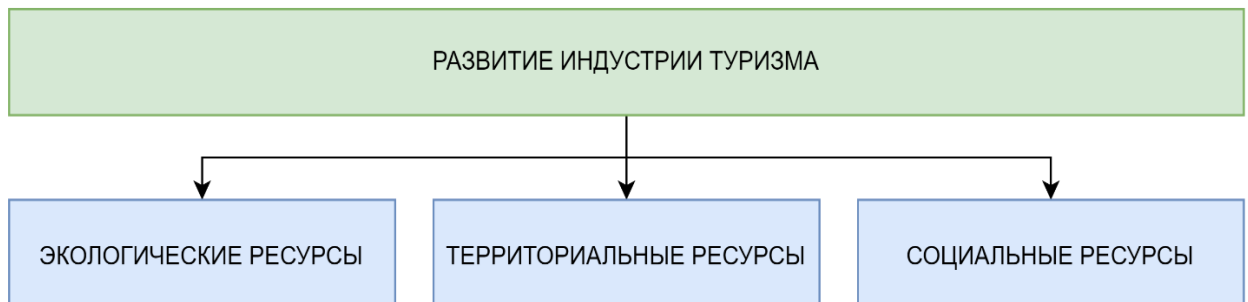 РАЗВИТИЕ ИНДУСТРИИ ТУРИЗМА
ЭКОЛОГИЧЕСКИЕ РЕСУРСЫ
ТЕРРИТОРИАЛЬНЫЕ РЕСУРСЫ
СОЦИАЛЬНЫЕ РЕСУРСЫ